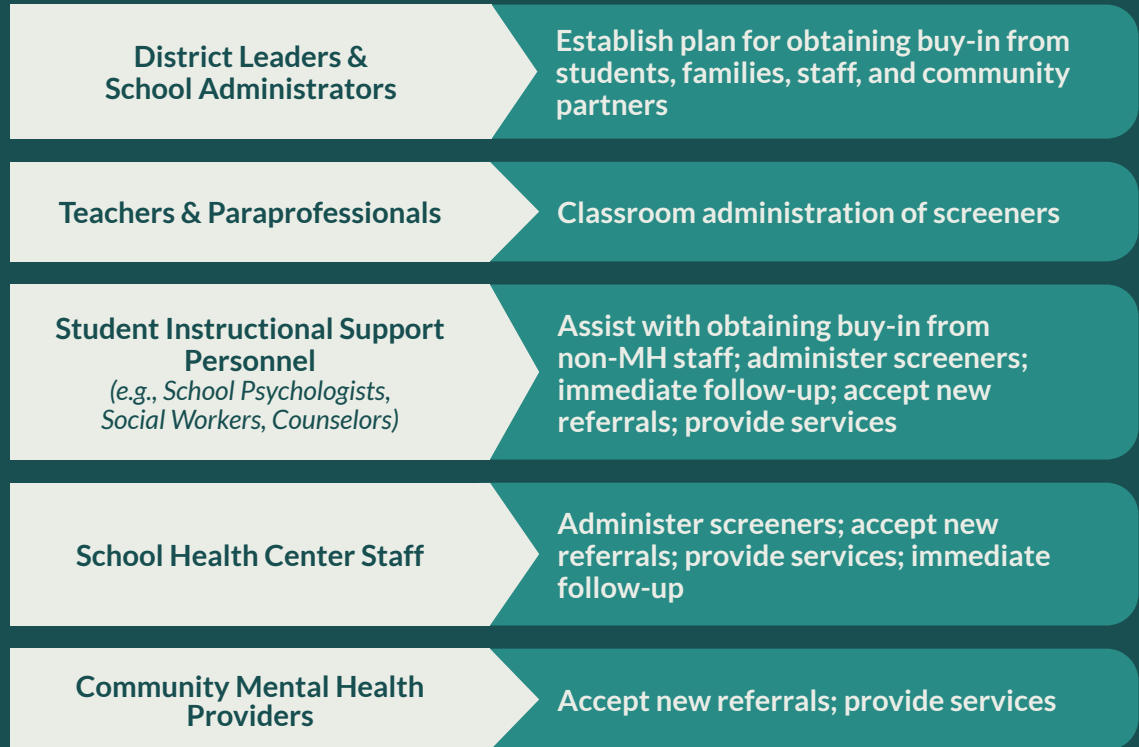 District Leaders &
School Administrators
Establish plan for obtaining buy-in from
students, families, staff, and community
partners
Teachers & Paraprofessionals
Classroom administration of screeners
Student Instructional Support
Personnel
(e.g., School Psychologists,
Social Workers, Counselors)
Assist with obtaining buy-in from
non-MH staff; administer screeners;
immediate follow-up; accept new
referrals; provide services
School Health Center Staff
Administer screeners; accept new
referrals; provide services; immediate
follow-up
Community Mental Health
Providers
Accept new referrals; provide services